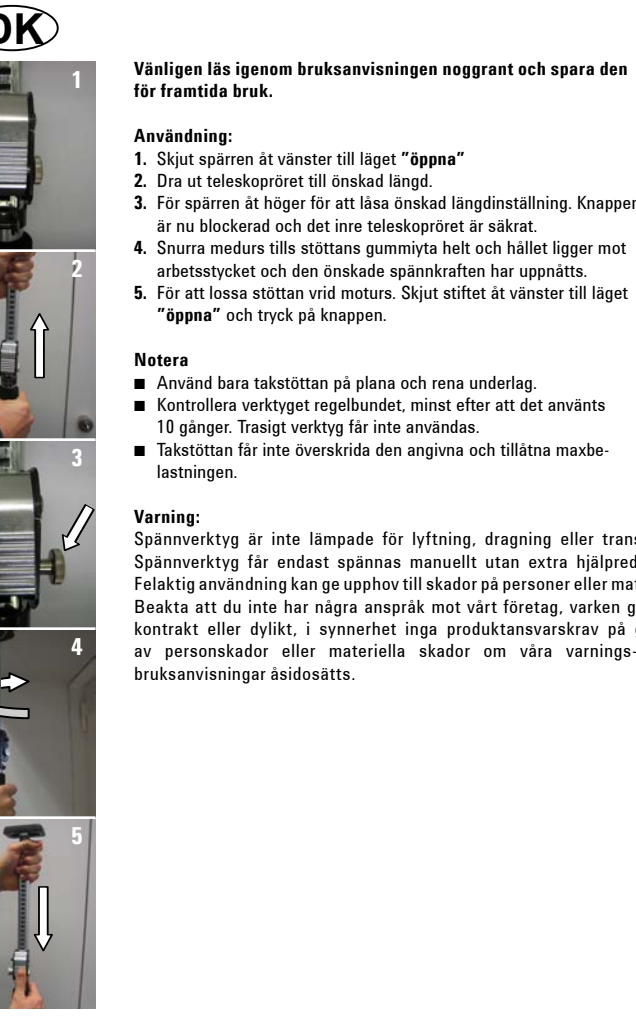 DK
1
Vänligen läs igenom bruksanvisningen noggrant och spara den
för framtida bruk.
Användning:
1. Skjut spärren åt vänster till läget ”öppna”
2. Dra ut teleskopröret till önskad längd.
3. För spärren åt höger för att låsa önskad längdinställning. Knappen
är nu blockerad och det inre teleskopröret är säkrat.
4. Snurra medurs tills stöttans gummiyta helt och hållet ligger mot
arbetsstycket och den önskade spännkraften har uppnåtts.
5. För att lossa stöttan vrid moturs. Skjut stiftet åt vänster till läget
”öppna” och tryck på knappen.
2
Notera
■ Använd bara takstöttan på plana och rena underlag.
■ Kontrollera verktyget regelbundet, minst efter att det använts
10 gånger. Trasigt verktyg får inte användas.
■ Takstöttan får inte överskrida den angivna och tillåtna maxbe-
lastningen.
3
Varning:
Spännverktyg är inte lämpade för lyftning, dragning eller
Spännverktyg får endast spännas manuellt utan extra
Felaktig användning kan ge upphov till skador på personer eller
Beakta att du inte har några anspråk mot vårt företag, varken
kontrakt eller dylikt, i synnerhet inga produktansvarskrav på
av personskador eller materiella skador om våra varnings-
bruksanvisningar åsidosätts.
4
5